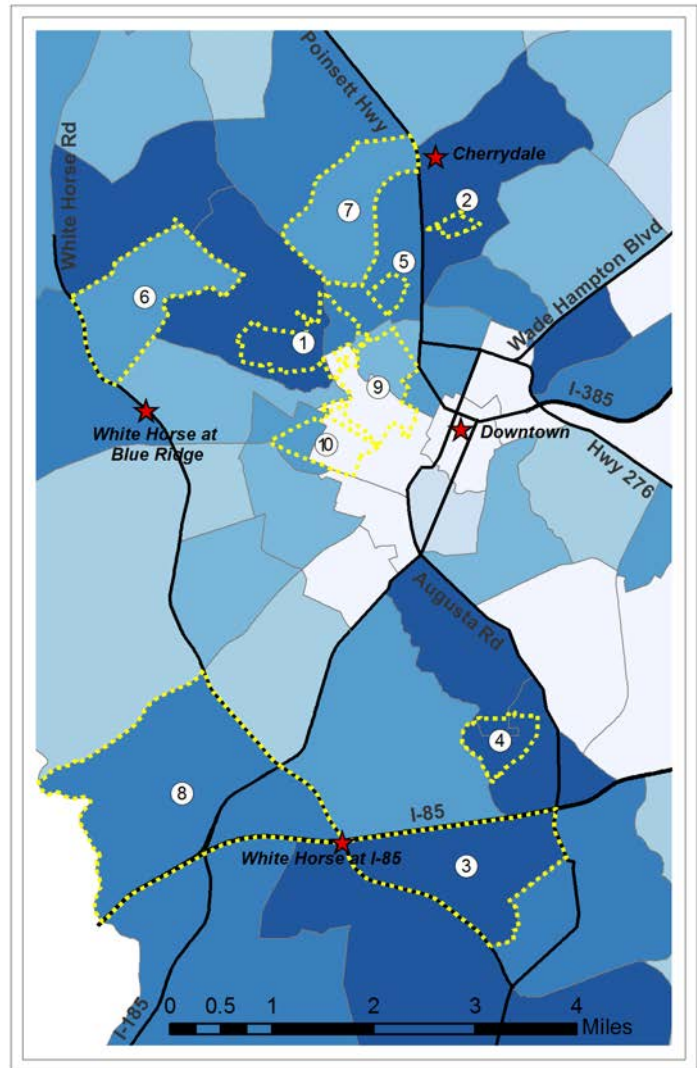 Poinsett Hwy
White Horse Rd
Cherrydale
2
7
5
Wade Hampton Blvd
6
1
9
I-385
White Horse at
Blue Ridge
10
Downtown
Hwy 276
Augusta Rd
4
8
I-85
White Horse at I-85
3
I-185
0 0.5 1 2 3 4
Miles